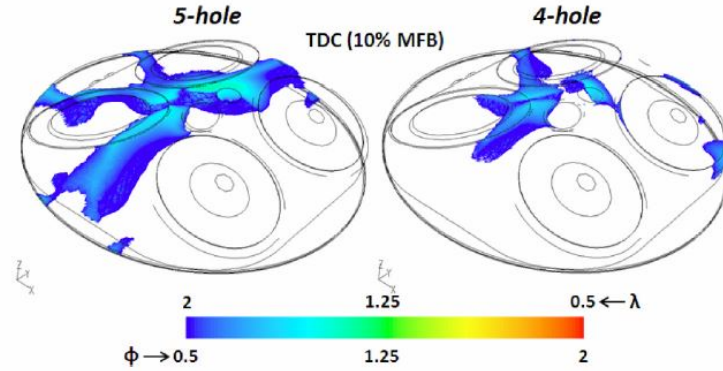 5-hole
4-hole
TDC (10% MFB)
Z
Y
X
Z
Y
X
2 1.25 0.5 ← λ
ϕ → 0.5 1.25 2